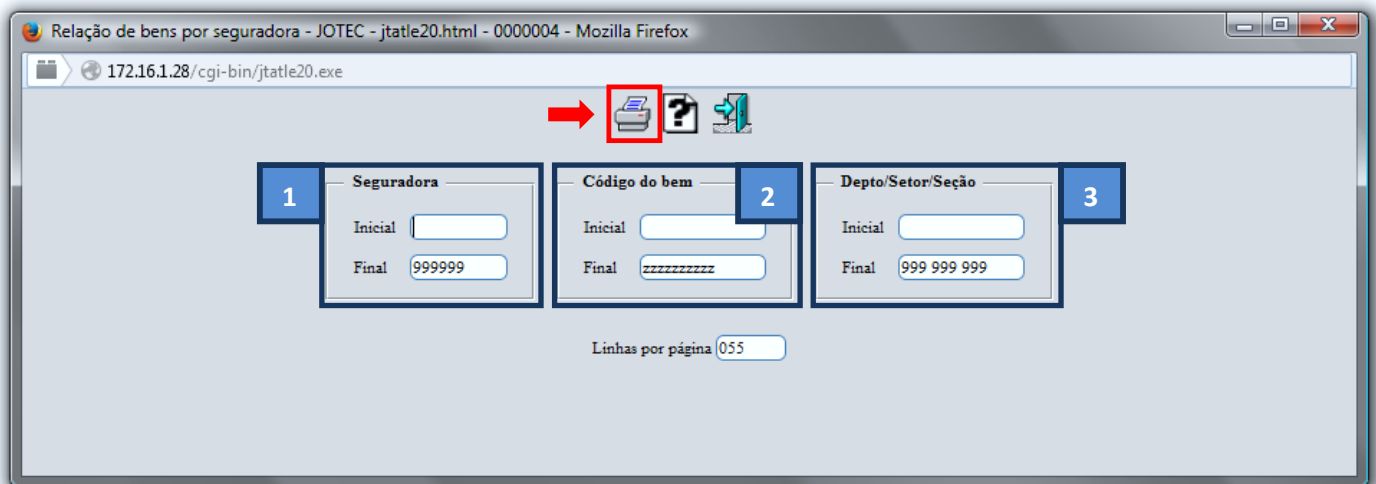 Relação de bens por seguradora - JOTEC - jtatle20.html - 0000004 - Mozilla Firefox
172.16.1.28/cgi-bin/jtatle20.exe
1 Seguradora
Inicial
Final 999999
Código do bem 2
Inicial
Final zzzzzzzzzz
Depto/Setor/Seção 3
Inicial
Final 999 999 999
Linhas por página 055